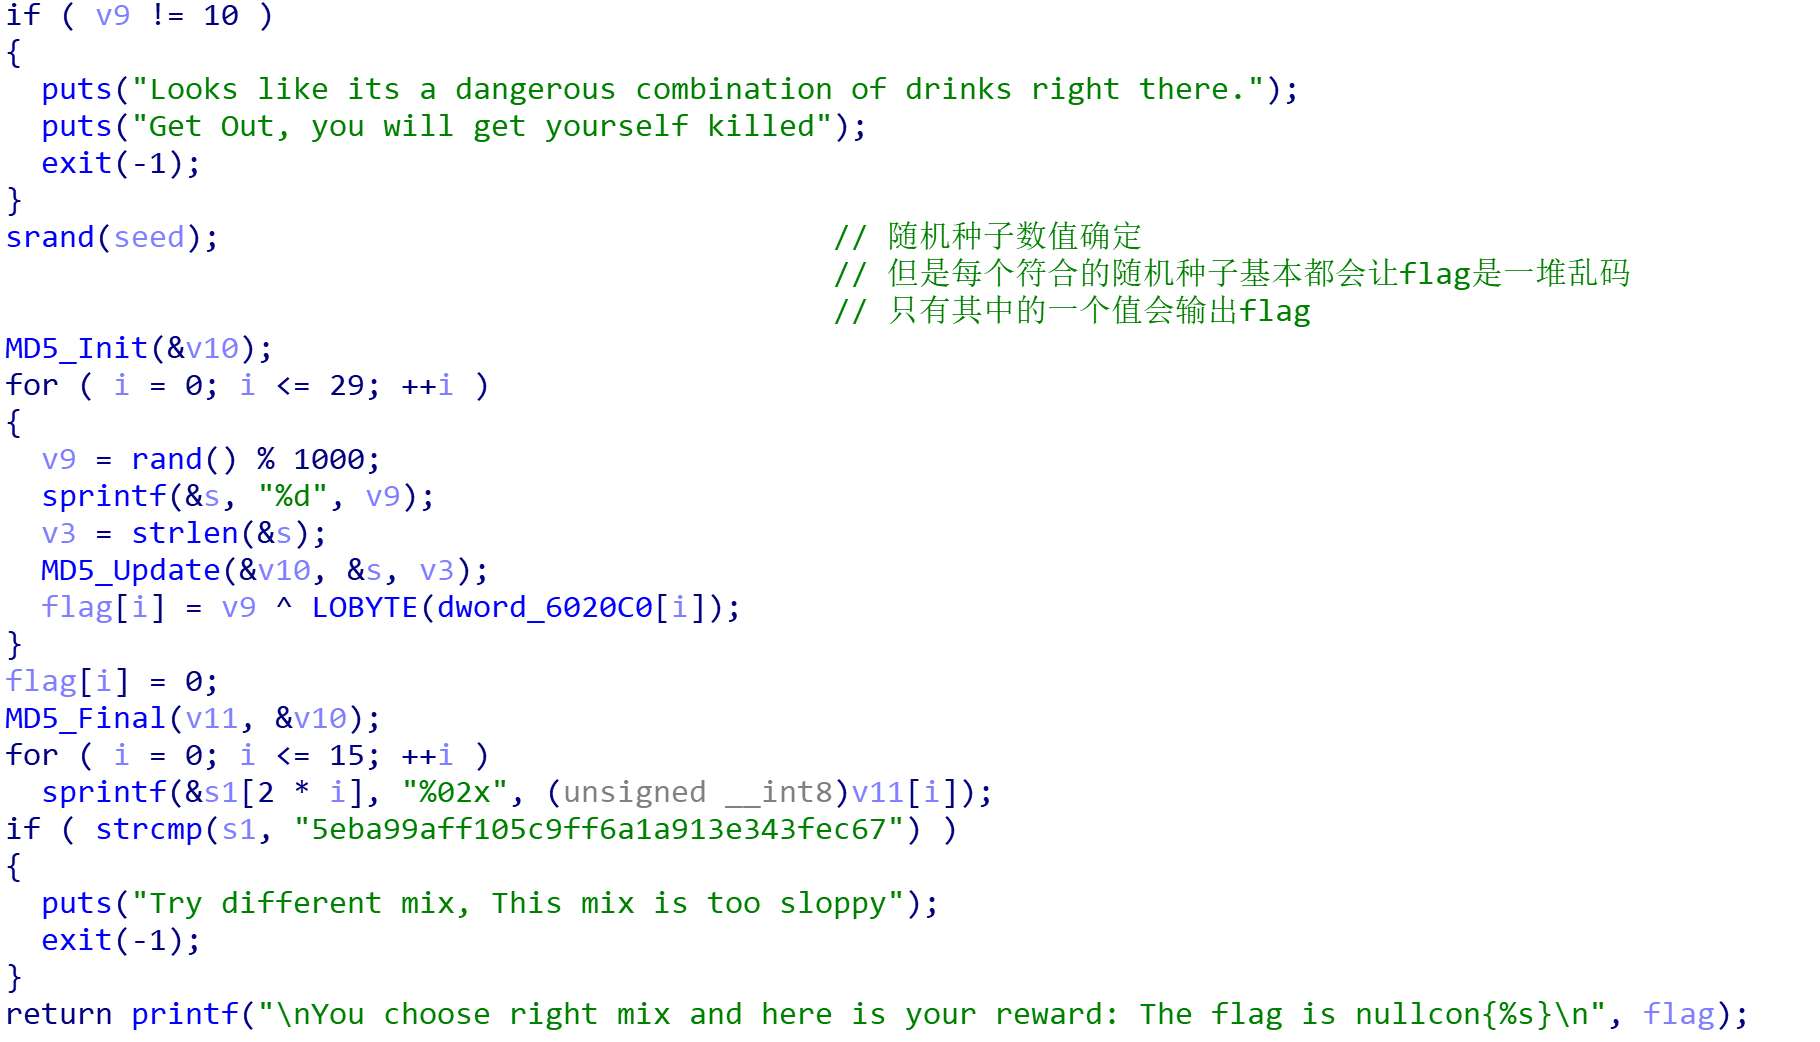 if ( v9 != 10 )
{
  puts("Looks like its a dangerous combination of drinks right there.");
  puts("Get Out, you will get yourself killed");
  exit(-1);
}
srand(seed);                                  // 随机种子数值确定
                                              // 但是每个符合的随机种子基本都会让flag是一堆乱码
                                              // 只有其中的一个值会输出flag
MD5_Init(&v10);
for ( i = 0; i <= 29; ++i )
{
  v9 = rand() % 1000;
  sprintf(&s, "%d", v9);
  v3 = strlen(&s);
  MD5_Update(&v10, &s, v3);
  flag[i] = v9 ^ LOBYTE(dword_6020C0[i]);
}
flag[i] = 0;
MD5_Final(v11, &v10);
for ( i = 0; i <= 15; ++i )
  sprintf(&s1[2 * i], "%02x", (unsigned __int8)v11[i]);
if ( strcmp(s1, "5eba99aff105c9ff6a1a913e343fec67") )
{
  puts("Try different mix, This mix is too sloppy");
  exit(-1);
}
return printf("\nYou choose right mix and here is your reward: The flag is nullcon{%s}\n", flag);